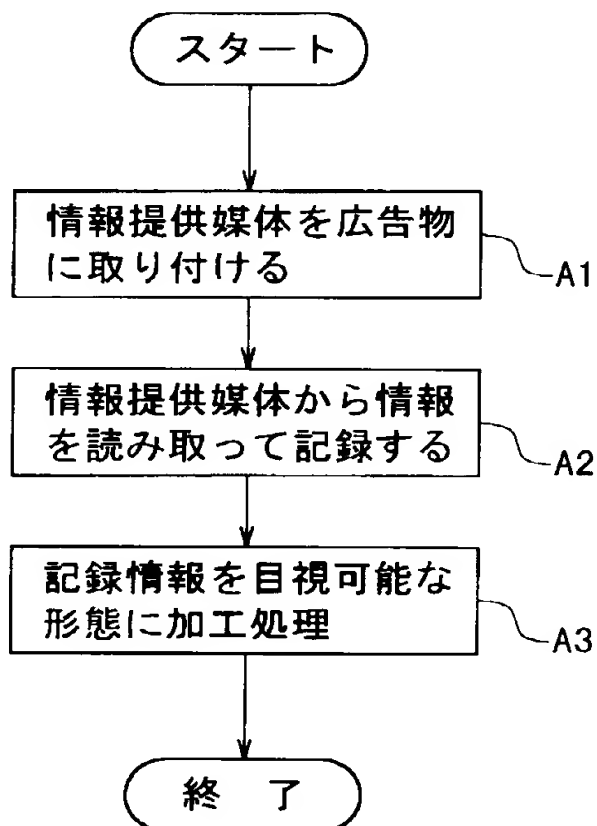 スタート
情報提供媒体を広告物
に取り付ける
A1
情報提供媒体から情報
を読み取って記録する
A2
記録情報を目視可能な
形態に加工処理
A3
終 了